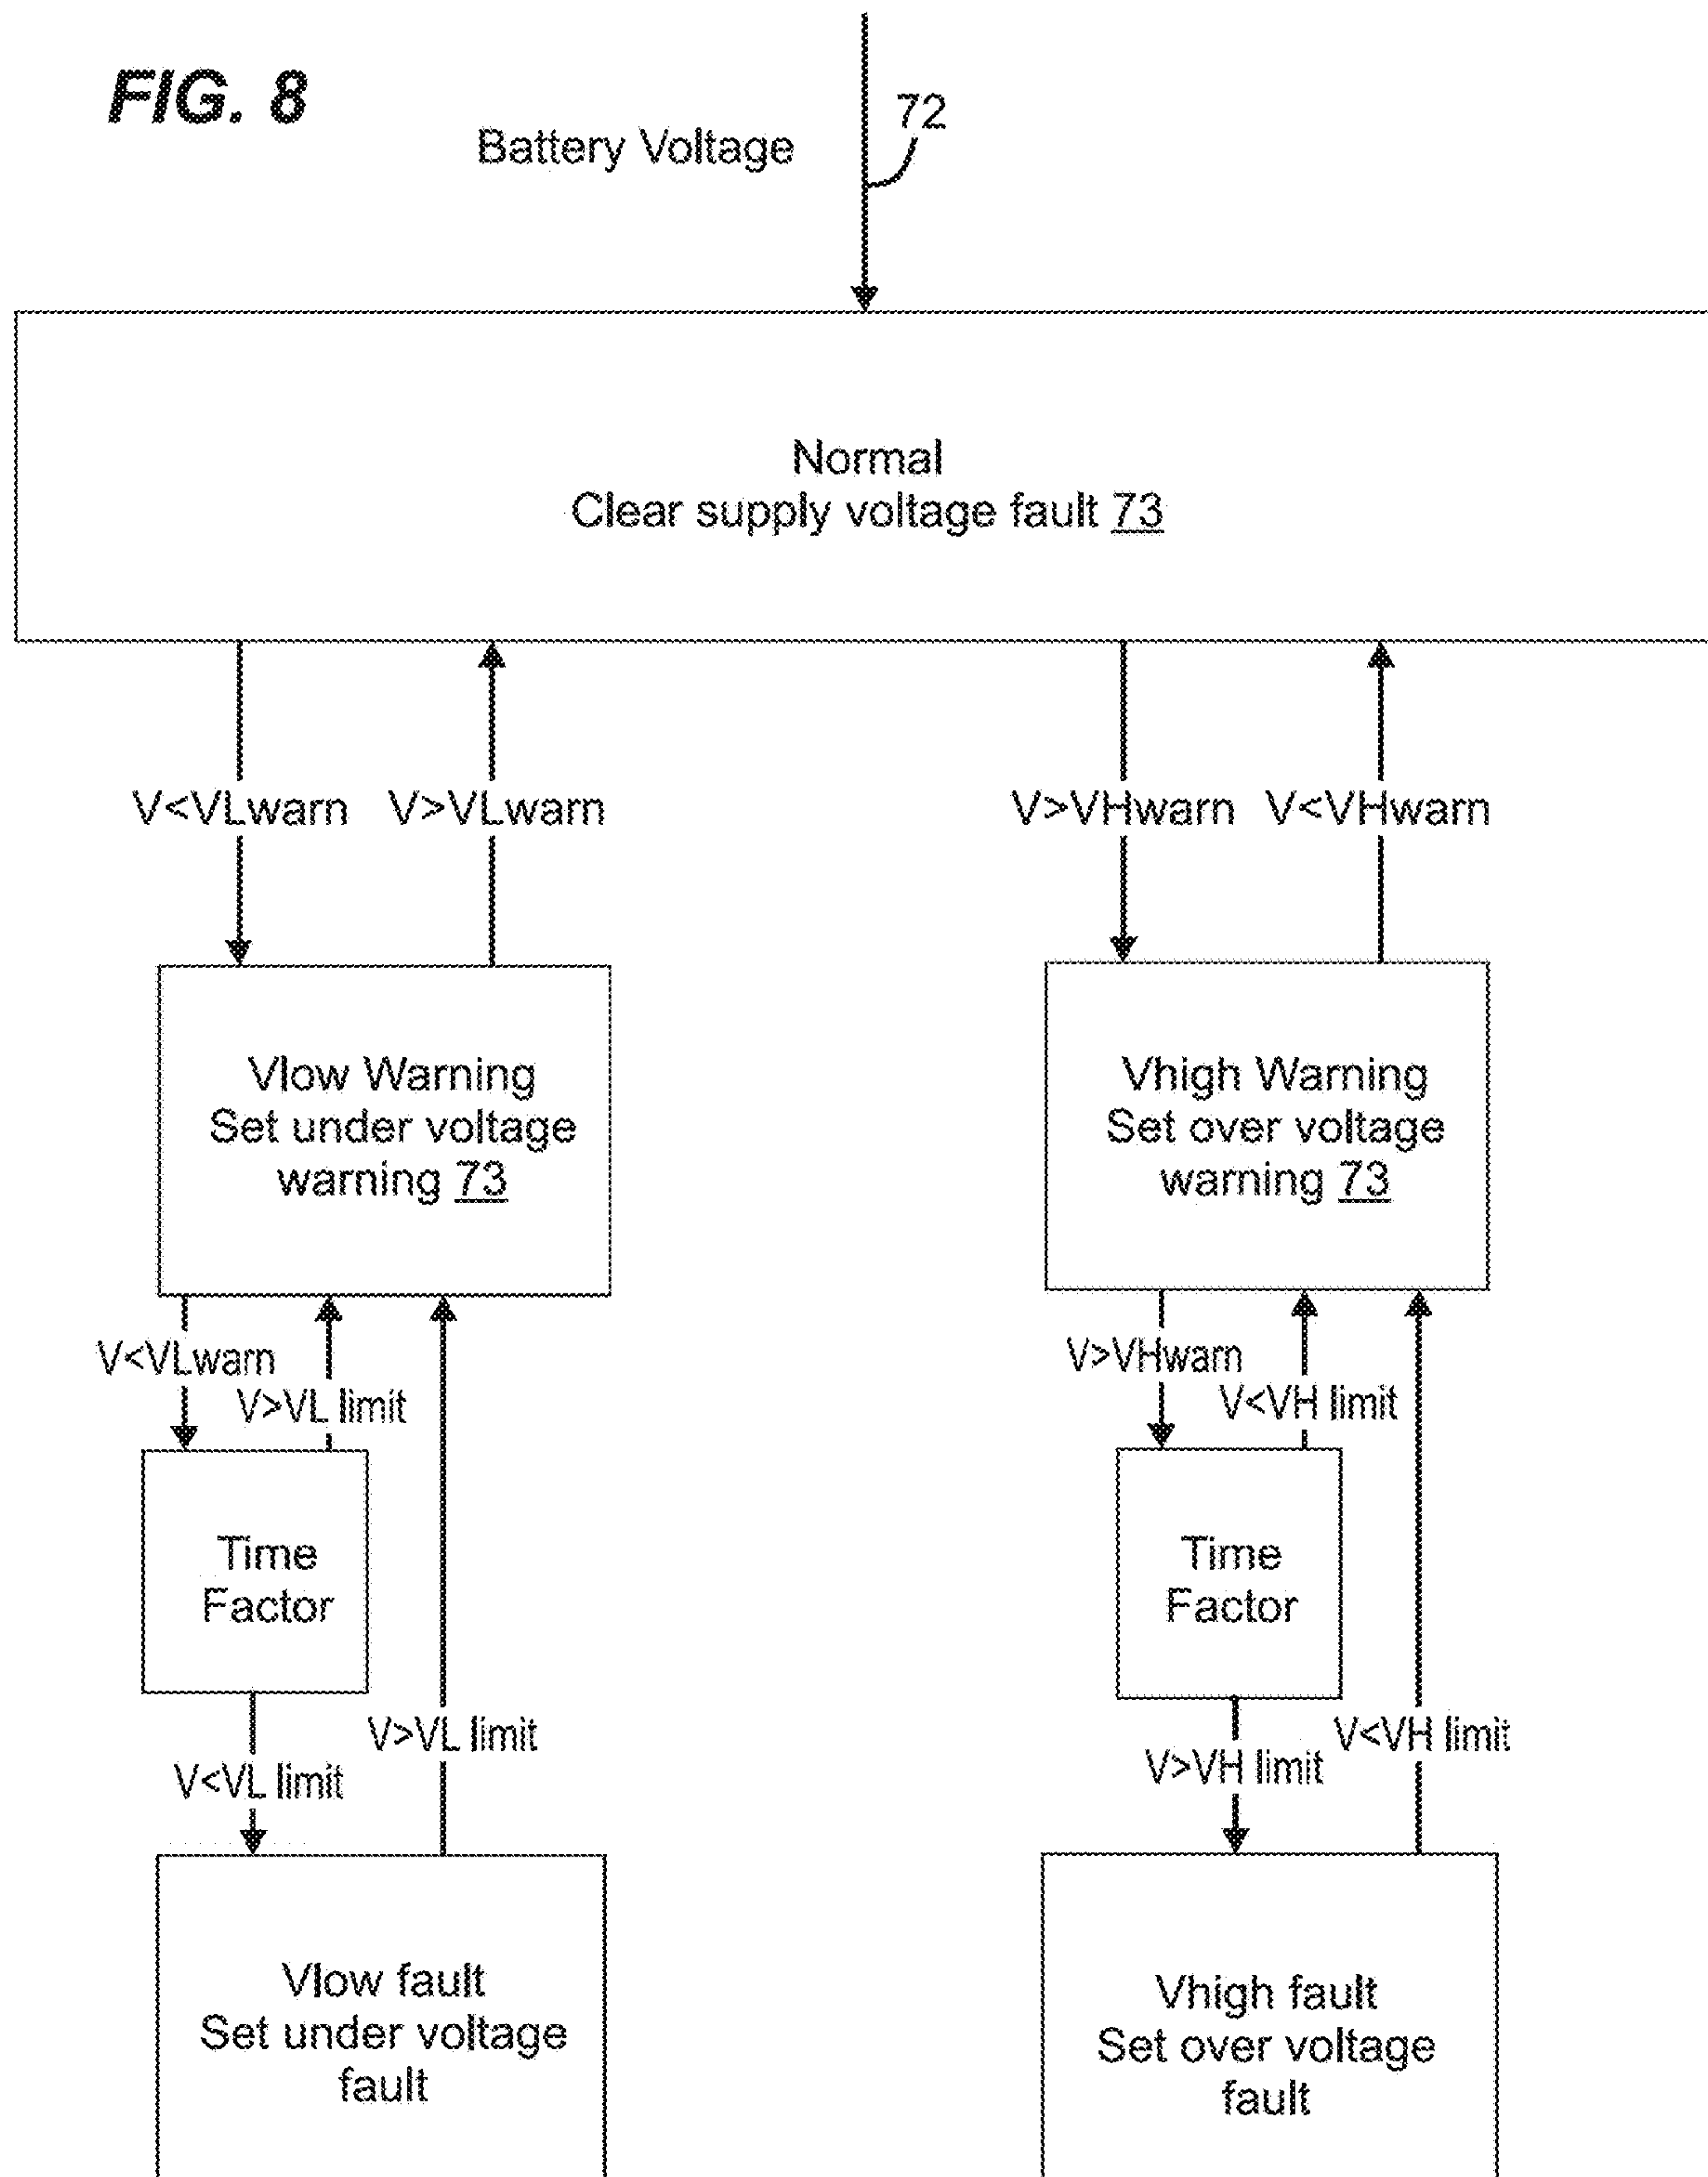 FIG. 8
72
Battery Voltage
Normal
Clear supply voltage fault 73
V<VLwarn
V>VLwarn
V>VHwarn
V<VHwarn
Vlow Warning
Set under voltage
warning 73
Vhigh Warning
Set over voltage
warning 73
V<VLwarn
V>VL limit
V>VHwarn
V<VH limit
Time
Factor
Time
Factor
V>VL limit
V<VL limit
V<VH limit
V>VH limit
Vlow fault
Set under voltage
fault
Vhigh fault
Set over voltage
fault